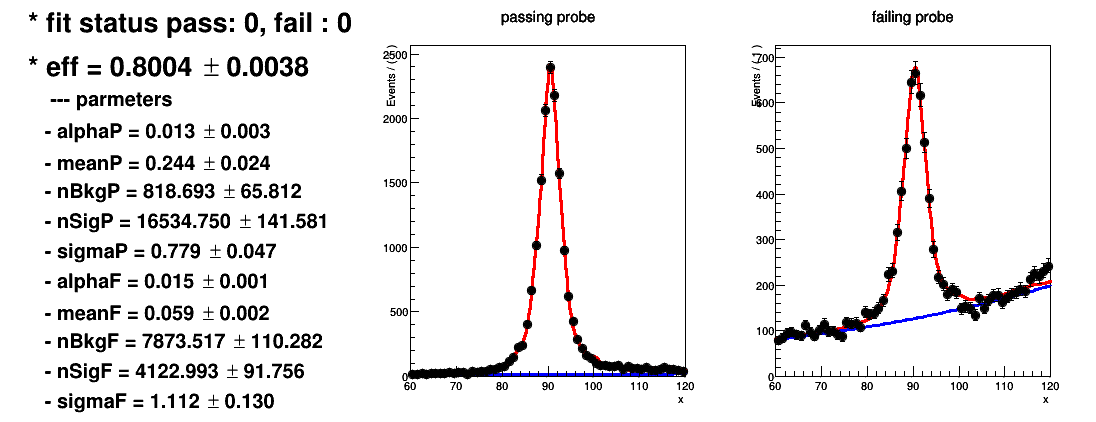 * fit status pass: 0, fail : 0
* eff = 0.8004 ± 0.0038
--- parmeters
- alphaP = 0.013 ± 0.003
- meanP = 0.244 ± 0.024
- nBkgP = 818.693 ± 65.812
- nSigP = 16534.750 ± 141.581
- sigmaP = 0.779 ± 0.047
- alphaF = 0.015 ± 0.001
- meanF = 0.059 ± 0.002
- nBkgF = 7873.517 ± 110.282
- nSigF = 4122.993 ± 91.756
- sigmaF = 1.112 ± 0.130
passing probe
Events / ( )
2500
2000
1500
1000
500
0
60 70 80 90 100 110 120
x
failing probe
Events / ( 1 )
700
600
500
400
300
200
100
0
60 70 80 90 100 110 120
x